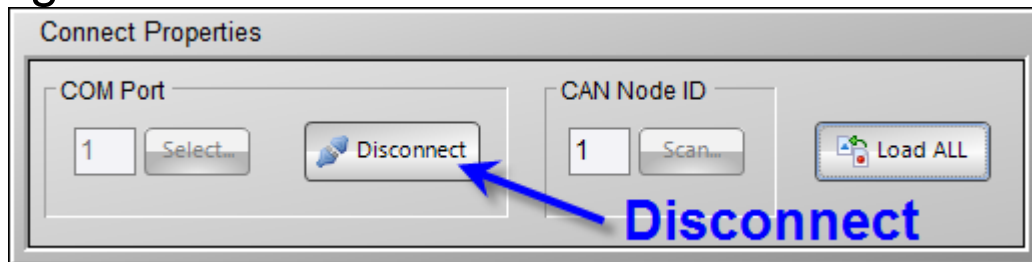 Connect Properties
COM Port
1 Select... Disconnect
CAN Node ID
1 Scan... Load ALL
Disconnect